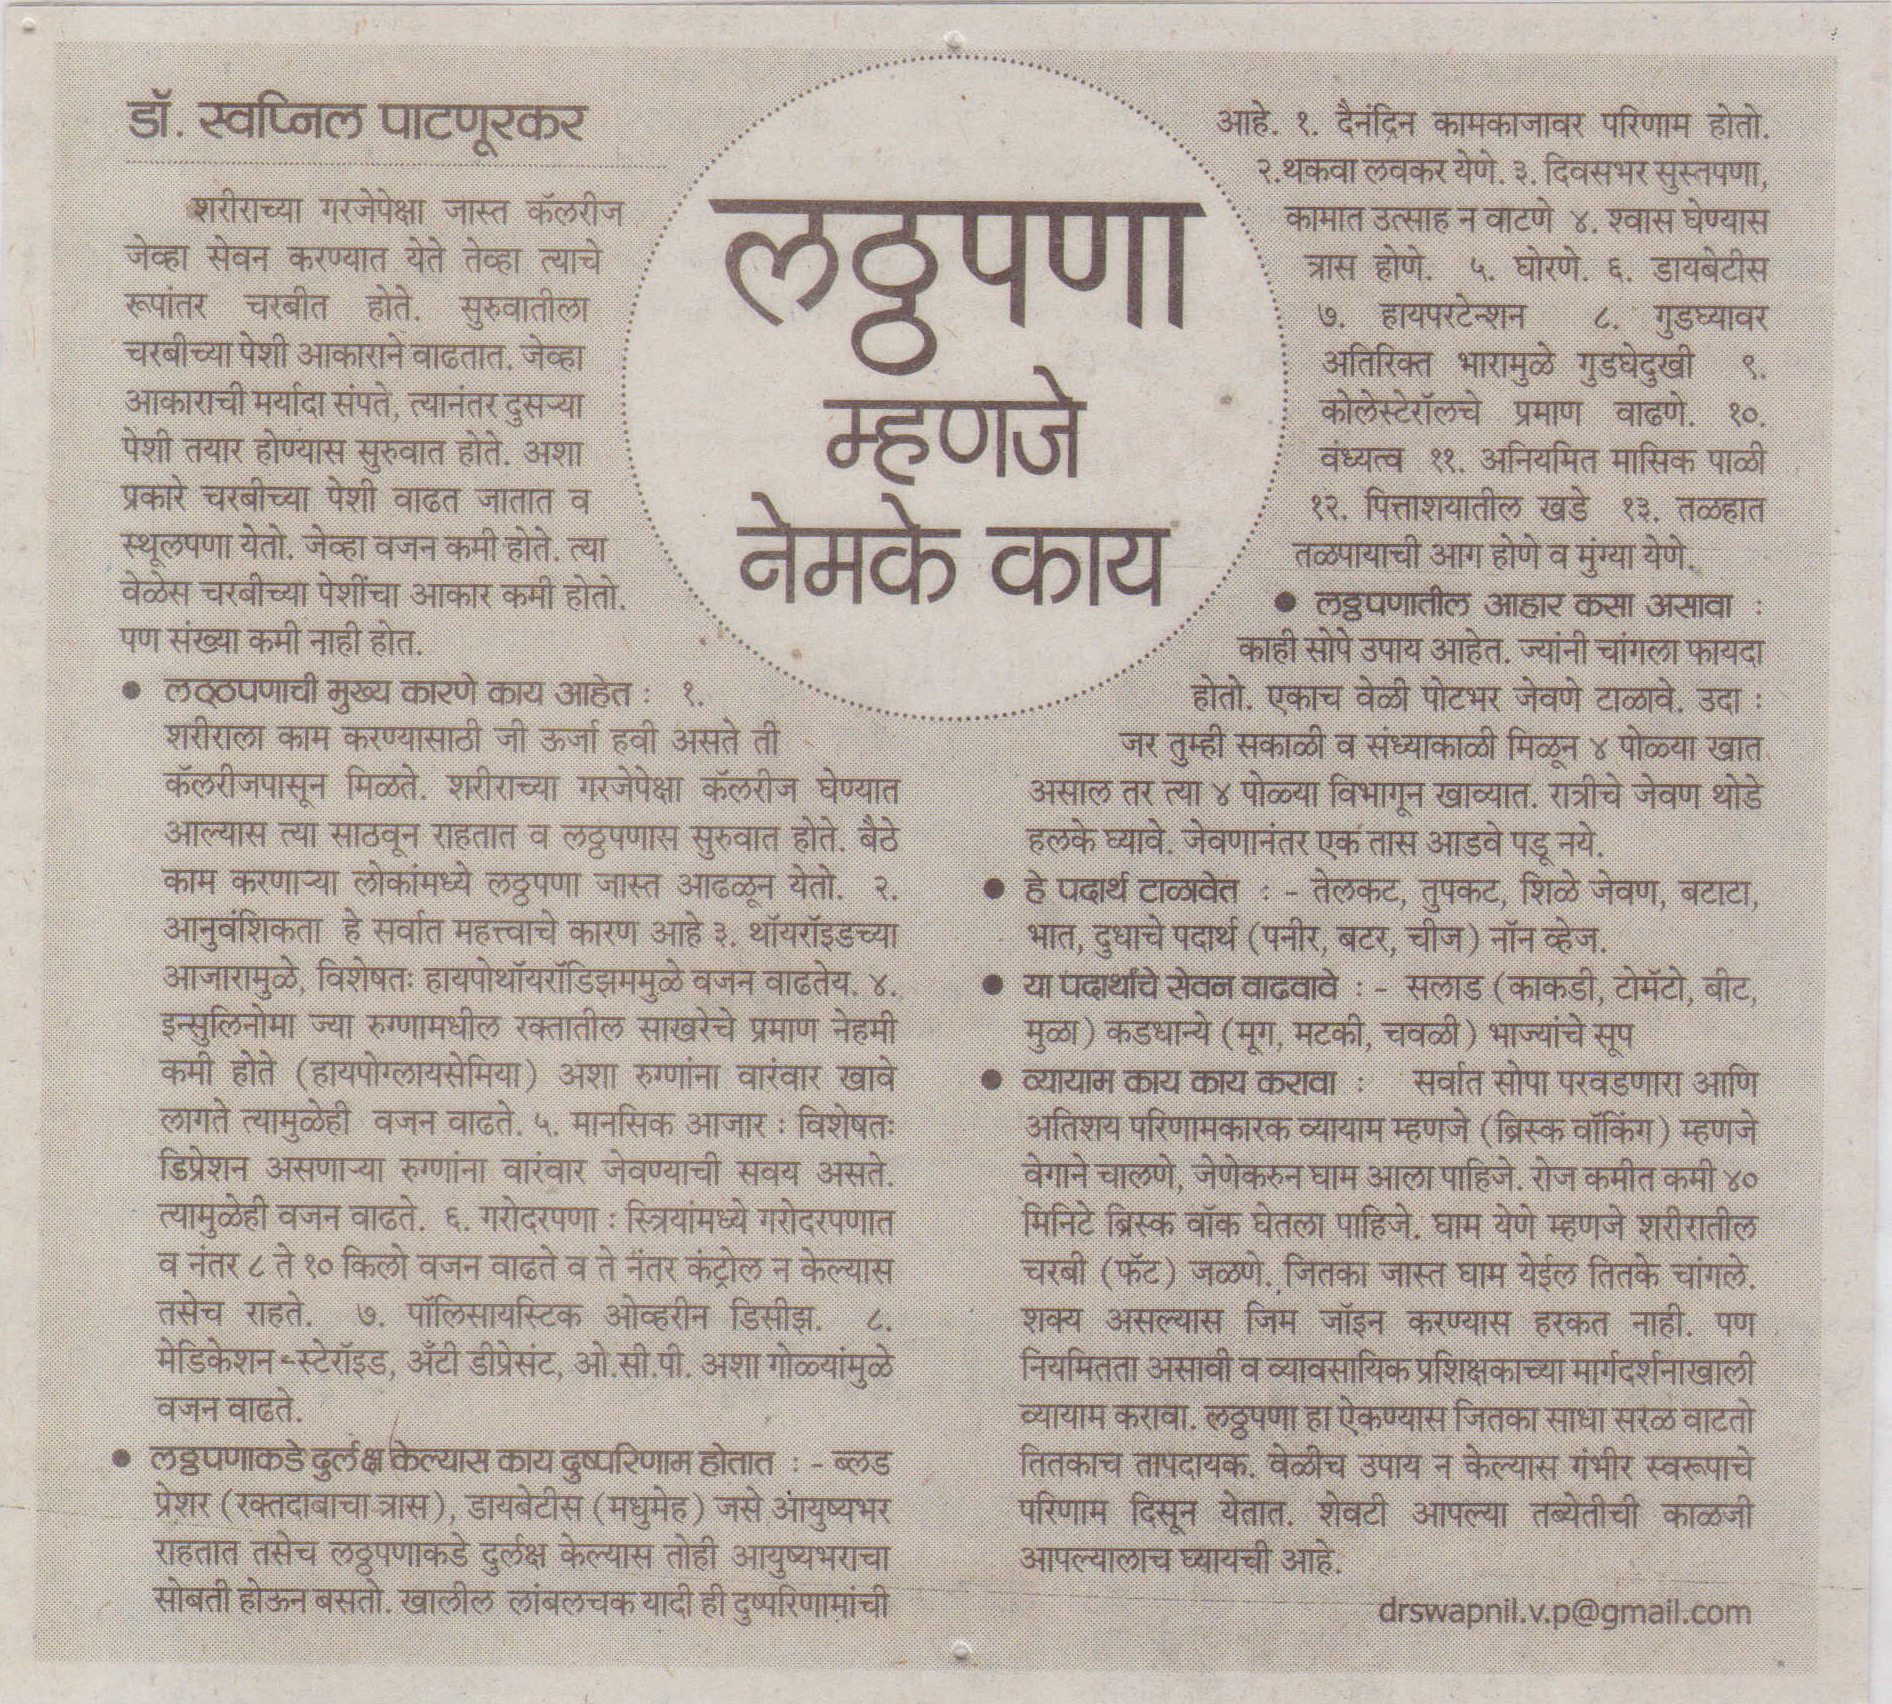 डॉ. स्वप्निल पाटणूरकर
लठ्ठपणा
म्हणजे
नेमके काय
शरीराच्या गरजेपेक्षा जास्त कॅलरीज
जेव्हा सेवन करण्यात येते तेव्हा त्याचे
रूपांतर चरबीत होते. सुरुवातीला
चरबीच्या पेशी आकाराने वाढतात. जेव्हा
आकाराची मर्यादा संपते, त्यानंतर दुसऱ्या
पेशी तयार होण्यास सुरुवात होते. अशा
प्रकारे चरबीच्या पेशी वाढत जातात व
स्थूलपणा येतो. जेव्हा वजन कमी होते. त्या
वेळेस चरबीच्या पेशींचा आकार कमी होतो.
पण संख्या कमी नाही होत.
● लठ्ठपणाची मुख्य कारणे काय आहेत : १.
शरीराला काम करण्यासाठी जी ऊर्जा हवी असते ती
कॅलरीजपासून मिळते. शरीराच्या गरजेपेक्षा कॅलरीज घेण्यात
आल्यास त्या साठवून राहतात व लठ्ठपणास सुरुवात होते. बैठे
काम करणाऱ्या लोकांमध्ये लठ्ठपणा जास्त आढळून येतो. २.
आनुवंशिकता हे सर्वात महत्त्वाचे कारण आहे ३. थॉयरॉइडच्या
आजारामुळे, विशेषतः हायपोथॉयरॉडिझममुळे वजन वाढतेय. ४.
इन्सुलिनोमा ज्या रुग्णामधील रक्तातील साखरेचे प्रमाण नेहमी
कमी होते (हायपोग्लायसेमिया) अशा रुग्णांना वारंवार खावे
लागते त्यामुळेही वजन वाढते. ५. मानसिक आजार : विशेषतः
डिप्रेशन असणाऱ्या रुग्णांना वारंवार जेवण्याची सवय असते.
त्यामुळेही वजन वाढते. ६. गरोदरपणा : स्त्रियांमध्ये गरोदरपणात
व नंतर ८ ते १० किलो वजन वाढते व ते नंतर कंट्रोल न केल्यास
तसेच राहते. ७. पॉलिसायस्टिक ओव्हरीन डिसीझ. ८.
मेडिकेशन -स्टेरॉइड, अँटी डीप्रेसंट, ओ.सी.पी. अशा गोळ्यांमुळे
वजन वाढते.
● लठ्ठपणाकडे दुर्लक्ष केल्यास काय दुष्परिणाम होतात : - ब्लड
प्रेशर (रक्तदाबाचा त्रास), डायबेटीस (मधुमेह) जसे आयुष्यभर
राहतात तसेच लठ्ठपणाकडे दुर्लक्ष केल्यास तोही आयुष्यभराचा
सोबती होऊन बसतो. खालील लांबलचक यादी ही दुष्परिणामांची
आहे. १. दैनंद्रिन कामकाजावर परिणाम होतो.
२.थकवा लवकर येणे. ३. दिवसभर सुस्तपणा,
कामात उत्साह न वाटणे ४. श्वास घेण्यास
त्रास होणे. ५. घोरणे. ६. डायबेटीस
७. हायपरटेन्शन ८. गुडघ्यावर
अतिरिक्त भारामुळे गुडघेदुखी ९.
कोलेस्टेरॉलचे प्रमाण वाढणे. १०.
वंध्यत्व ११. अनियमित मासिक पाळी
१२. पित्ताशयातील खडे १३. तळहात
तळपायाची आग होणे व मुंग्या येणे.
● लठ्ठपणातील आहार कसा असावा :
काही सोपे उपाय आहेत. ज्यांनी चांगला फायदा
होतो. एकाच वेळी पोटभर जेवणे टाळावे. उदा :
जर तुम्ही सकाळी व संध्याकाळी मिळून ४ पोळ्या खात
असाल तर त्या ४ पोळ्या विभागून खाव्यात. रात्रीचे जेवण थोडे
हलके घ्यावे. जेवणानंतर एक तास आडवे पडू नये.
● हे पदार्थ टाळावेत : - तेलकट, तुपकट, शिळे जेवण, बटाटा,
भात, दुधाचे पदार्थ (पनीर, बटर, चीज) नॉन व्हेज.
● या पदार्थांचे सेवन वाढवावे : - सलाड (काकडी, टोमॅटो, बीट,
मुळा) कडधान्ये (मूग, मटकी, चवळी) भाज्यांचे सूप
● व्यायाम काय काय करावा : सर्वात सोपा परवडणारा आणि
अतिशय परिणामकारक व्यायाम म्हणजे (ब्रिस्क वॉकिंग) म्हणजे
वेगाने चालणे, जेणेकरुन घाम आला पाहिजे. रोज कमीत कमी ४०
मिनिटे ब्रिस्क वॉक घेतला पाहिजे. घाम येणे म्हणजे शरीरातील
चरबी (फॅट) जळणे. जितका जास्त घाम येईल तितके चांगले.
शक्य असल्यास जिम जॉइन करण्यास हरकत नाही. पण
नियमितता असावी व व्यावसायिक प्रशिक्षकाच्या मार्गदर्शनाखाली
व्यायाम करावा. लठ्ठपणा हा ऐकण्यास जितका साधा सरळ वाटतो
तितकाच तापदायक. वेळीच उपाय न केल्यास गंभीर स्वरूपाचे
परिणाम दिसून येतात. शेवटी आपल्या तब्येतीची काळजी
आपल्यालाच घ्यायची आहे.
drswapnil.v.p@gmail.com